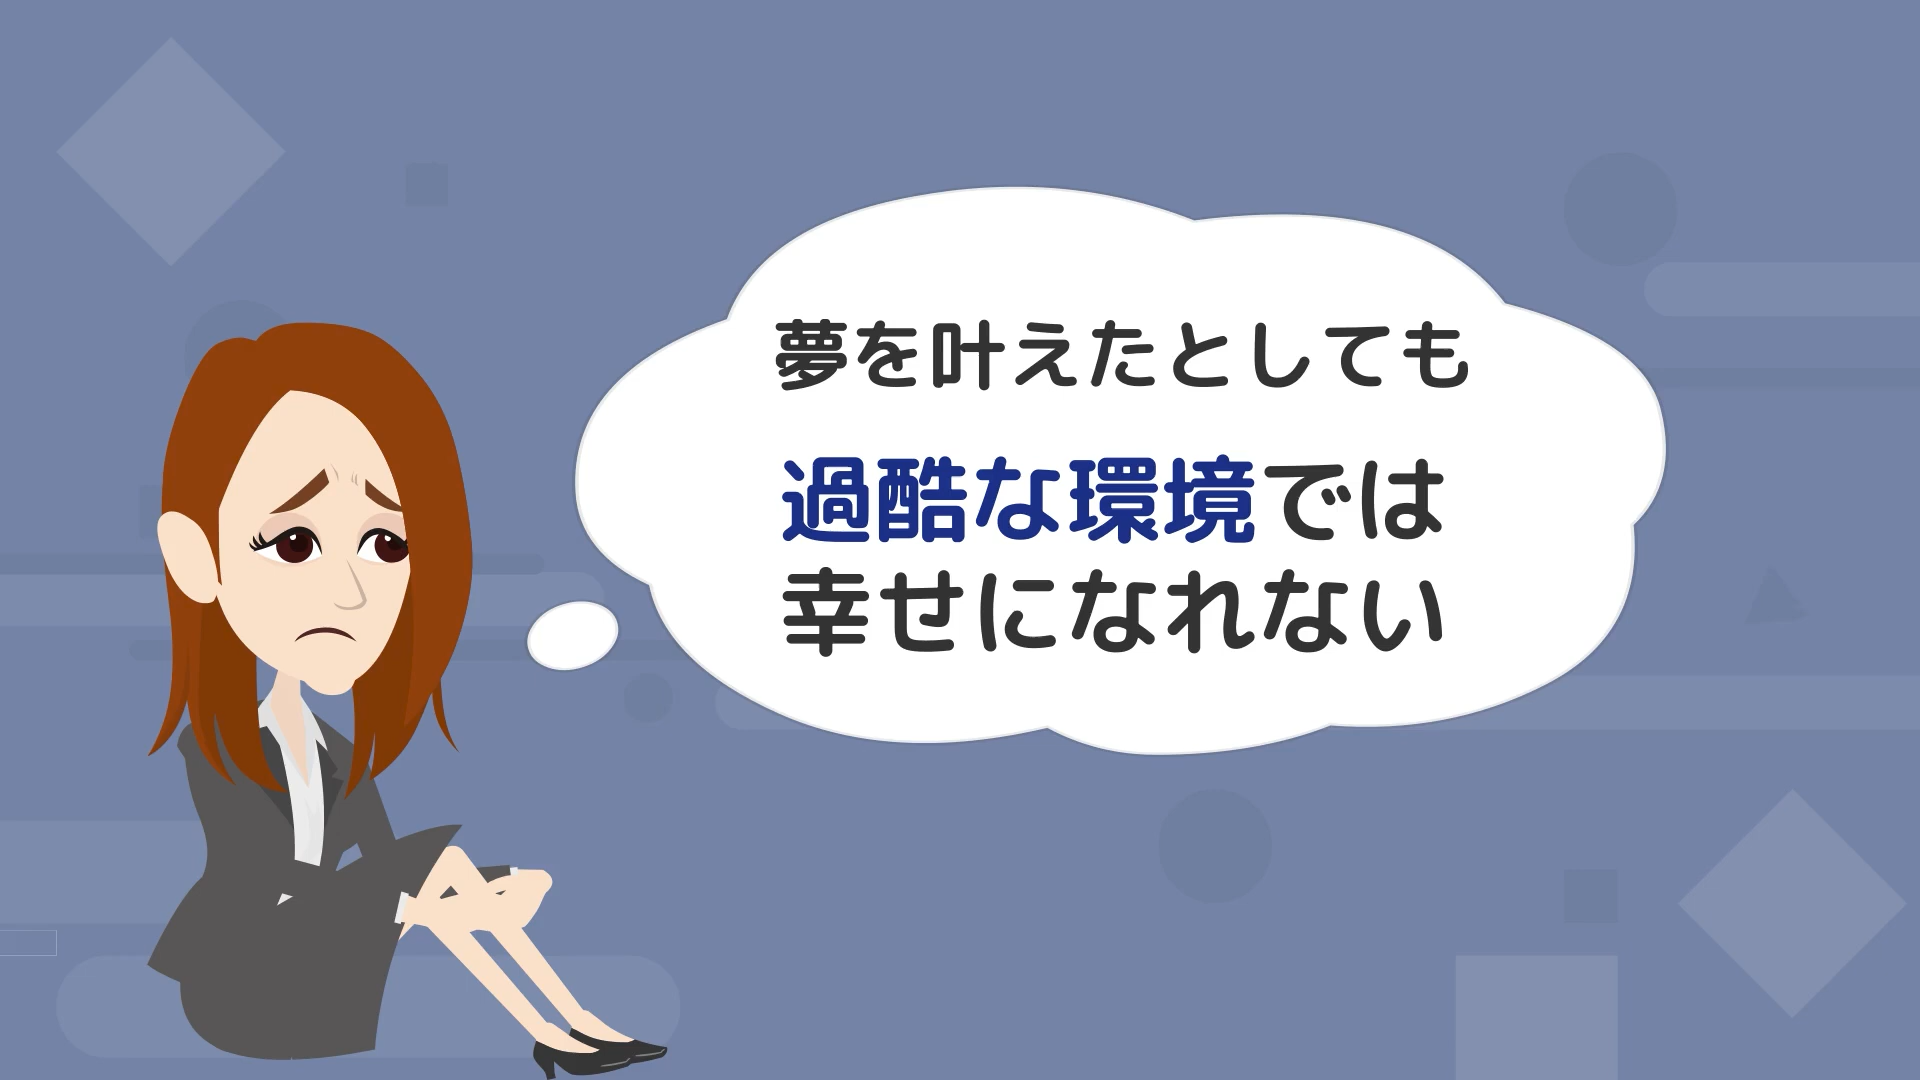 夢を叶えたとしても
過酷な環境では
幸せになれない